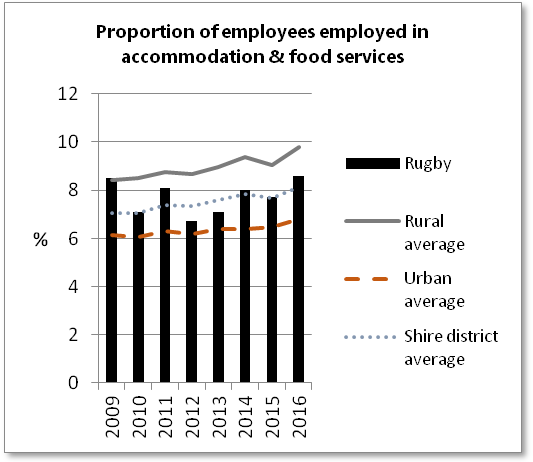 Proportion of employees employed in
accommodation & food services
12
10
8
6
4
2
0
%
2009
2010
2011
2012
2013
2014
2015
2016
Rugby
Rural
average
Urban
average
Shire district
average